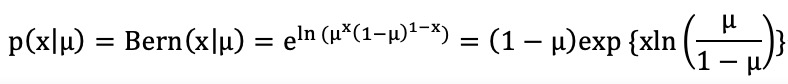 p(x|μ) = Bern(x|μ) = e^{ln (μ^x(1−μ)^{1−x})} = (1 − μ)exp {xln (μ/(1 − μ))}